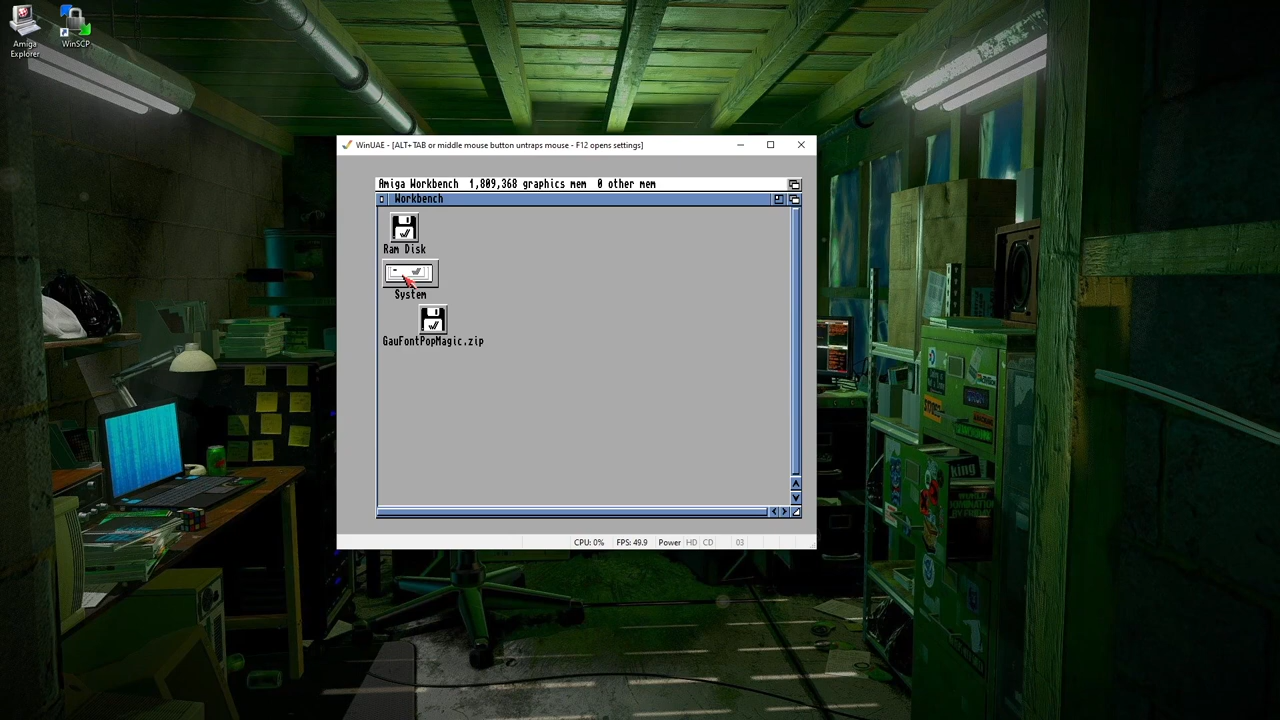 Amiga
Explorer
WinSCP
WinUAE - [ALT+TAB or middle mouse button untraps mouse - F12 opens settings]
Amiga Workbench 1,809,368 graphics mem 0 other mem
Workbench
Ram Disk
System
GauFontPopMagic.zip
CPU: 0%
FPS: 49.9
Power
HD
CD
03
king